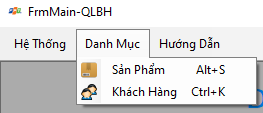 FrmMain-QLBH
Hệ Thống Danh Mục Hướng Dẫn
Sản Phẩm Alt+S
Khách Hàng Ctrl+K